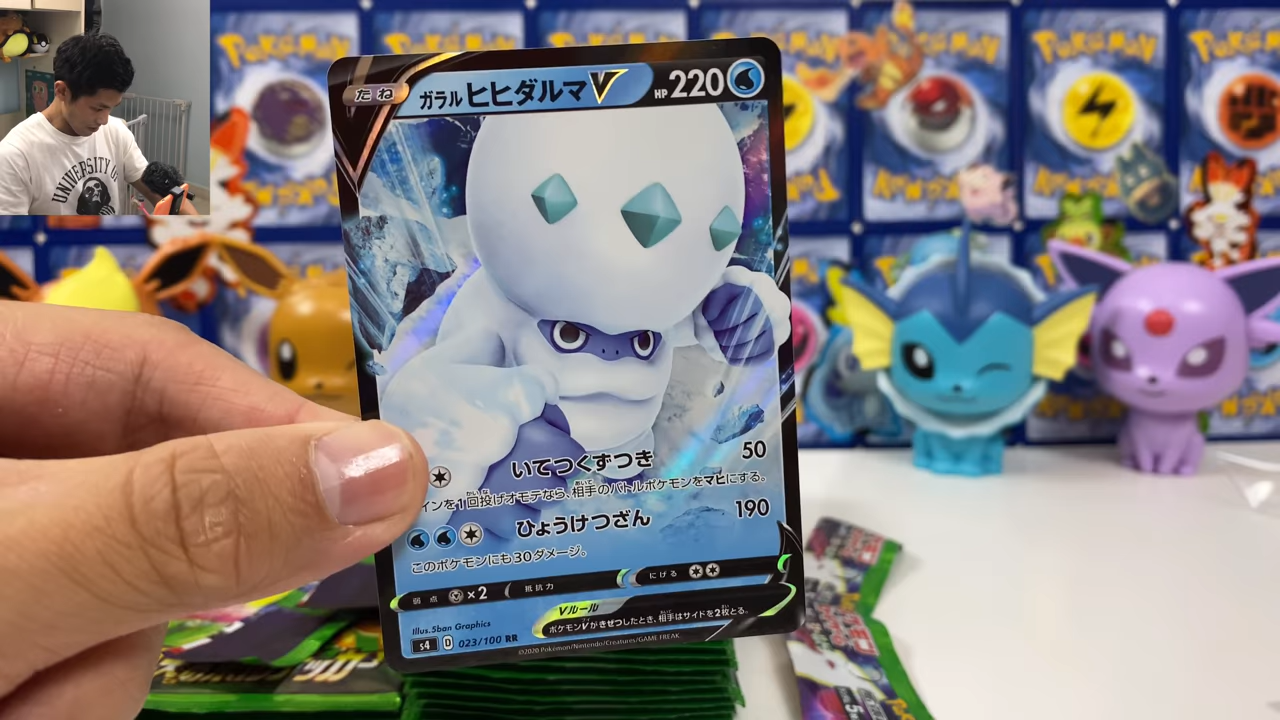 たね ガラルヒヒダルマV HP 220
いてつくずつき 50
インを1回投げオモテなら、相手のバトルポケモンをマヒにする。
ひょうけつざん 190
このポケモンにも30ダメージ。
弱点 ×2 抵抗力 にげる
Vルール
ポケモンVがきぜつしたとき、相手はサイドを2枚とる。
Illus.5ban Graphics
S4 D 023/100 RR
©2020 Pokémon/Nintendo/Creatures/GAME FREAK
UNIVERSITY OF
POKéMON
POKéMON
POKéMON
POKéMON